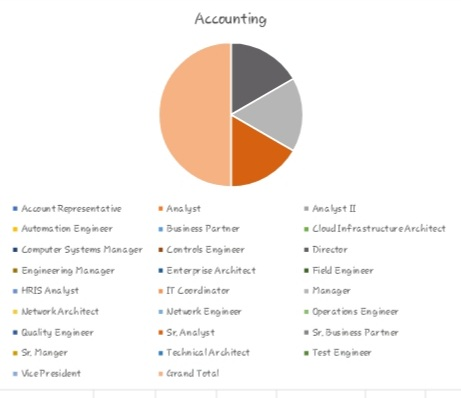 Accounting
Account Representative Analyst Analyst II
Automation Engineer Business Partner Cloud Infrastructure Architect
Computer Systems Manager Controls Engineer Director
Engineering Manager Enterprise Architect Field Engineer
HRIS Analyst IT Coordinator Manager
Network Architect Network Engineer Operations Engineer
Quality Engineer Sr. Analyst Sr. Business Partner
Sr. Manger Technical Architect Test Engineer
Vice President Grand Total